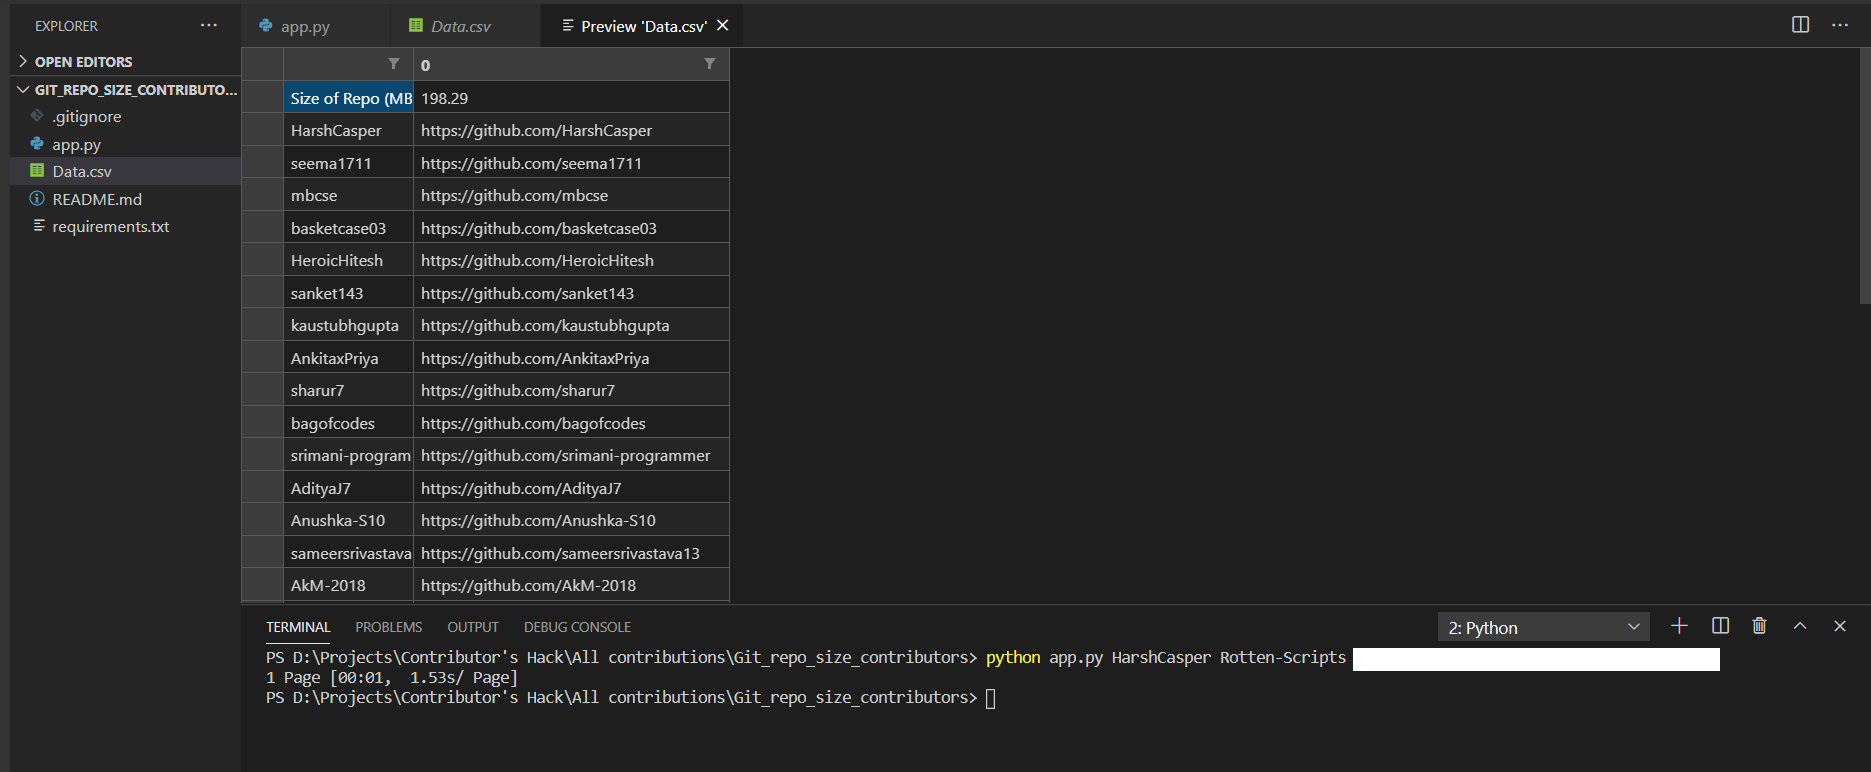 EXPLORER
···
OPEN EDITORS
GIT_REPO_SIZE_CONTRIBUTO...
.gitignore
app.py
Data.csv
README.md
requirements.txt
app.py
Data.csv
Preview 'Data.csv'
0
Size of Repo (MB 198.29
HarshCasper https://github.com/HarshCasper
seema1711 https://github.com/seema1711
mbcse https://github.com/mbcse
basketcase03 https://github.com/basketcase03
HeroicHitesh https://github.com/HeroicHitesh
sanket143 https://github.com/sanket143
kaustubhgupta https://github.com/kaustubhgupta
AnkitaxPriya https://github.com/AnkitaxPriya
sharur7 https://github.com/sharur7
bagofcodes https://github.com/bagofcodes
srimani-program https://github.com/srimani-programmer
AdityaJ7 https://github.com/AdityaJ7
Anushka-S10 https://github.com/Anushka-S10
sameersrivastava https://github.com/sameersrivastava13
AkM-2018 https://github.com/AkM-2018
TERMINAL PROBLEMS OUTPUT DEBUG CONSOLE
2: Python
PS D:\Projects\Contributor's Hack\All contributions\Git_repo_size_contributors> python app.py HarshCasper Rotten-Scripts
1 Page [00:01,  1.53s/ Page]
PS D:\Projects\Contributor's Hack\All contributions\Git_repo_size_contributors>